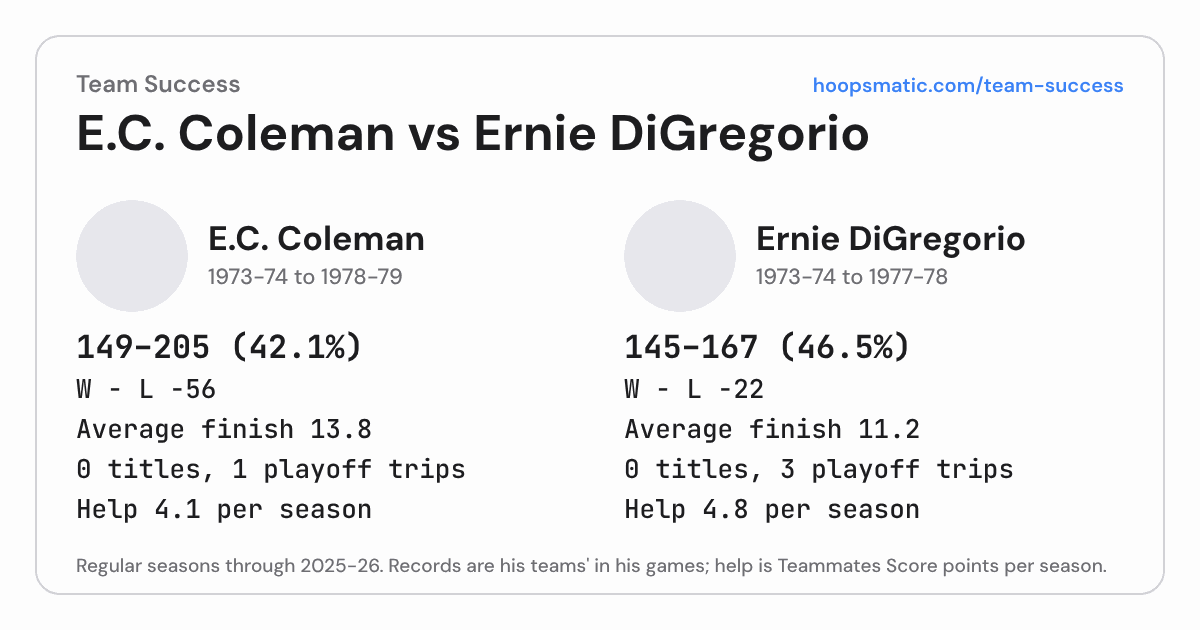 Team Success
hoopsmatic.com/team-success
E.C. Coleman vs Ernie DiGregorio
E.C. Coleman
1973-74 to 1978-79
149-205 (42.1%)
W - L -56
Average finish 13.8
0 titles, 1 playoff trips
Help 4.1 per season
Ernie DiGregorio
1973-74 to 1977-78
145-167 (46.5%)
W - L -22
Average finish 11.2
0 titles, 3 playoff trips
Help 4.8 per season
Regular seasons through 2025-26. Records are his teams' in his games; help is Teammates Score points per season.